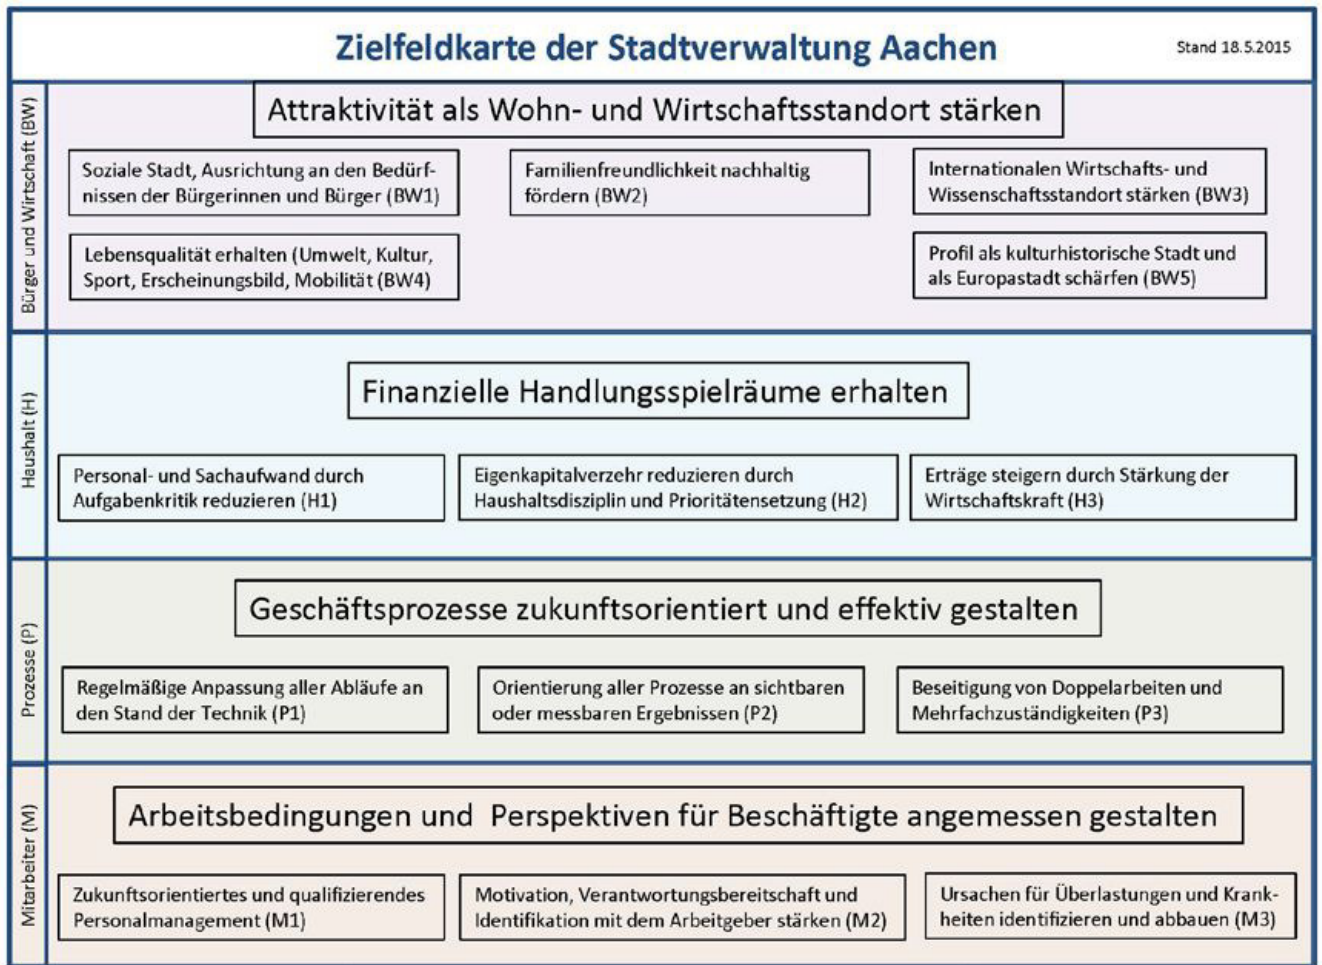 Zielfeldkarte der Stadtverwaltung Aachen
Stand 18.5.2015
Bürger und Wirtschaft (BW)
Attraktivität als Wohn- und Wirtschaftsstandort stärken
Soziale Stadt, Ausrichtung an den Bedürf-
nissen der Bürgerinnen und Bürger (BW1)
Familienfreundlichkeit nachhaltig
fördern (BW2)
Internationalen Wirtschafts- und
Wissenschaftsstandort stärken (BW3)
Lebensqualität erhalten (Umwelt, Kultur,
Sport, Erscheinungsbild, Mobilität (BW4)
Profil als kulturhistorische Stadt und
als Europastadt schärfen (BW5)
Haushalt (H)
Finanzielle Handlungsspielräume erhalten
Personal- und Sachaufwand durch
Aufgabenkritik reduzieren (H1)
Eigenkapitalverzehr reduzieren durch
Haushaltsdisziplin und Prioritätensetzung (H2)
Erträge steigern durch Stärkung der
Wirtschaftskraft (H3)
Prozesse (P)
Geschäftsprozesse zukunftsorientiert und effektiv gestalten
Regelmäßige Anpassung aller Abläufe an
den Stand der Technik (P1)
Orientierung aller Prozesse an sichtbaren
oder messbaren Ergebnissen (P2)
Beseitigung von Doppelarbeiten und
Mehrfachzuständigkeiten (P3)
Mitarbeiter (M)
Arbeitsbedingungen und Perspektiven für Beschäftigte angemessen gestalten
Zukunftsorientiertes und qualifizierendes
Personalmanagement (M1)
Motivation, Verantwortungsbereitschaft und
Identifikation mit dem Arbeitgeber stärken (M2)
Ursachen für Überlastungen und Krank-
heiten identifizieren und abbauen (M3)